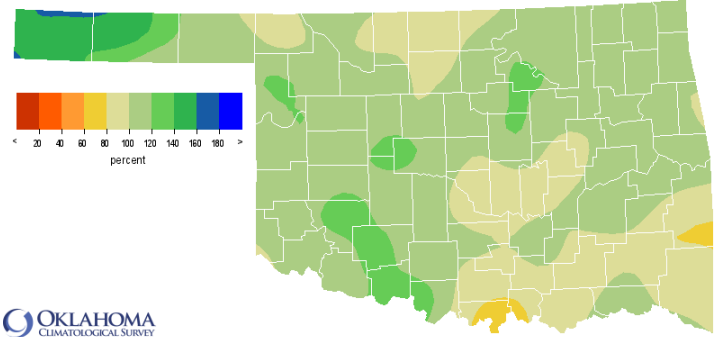 < 20 40 60 80 100 120 140 160 180 >
percent
OKLAHOMA
CLIMATOLOGICAL SURVEY